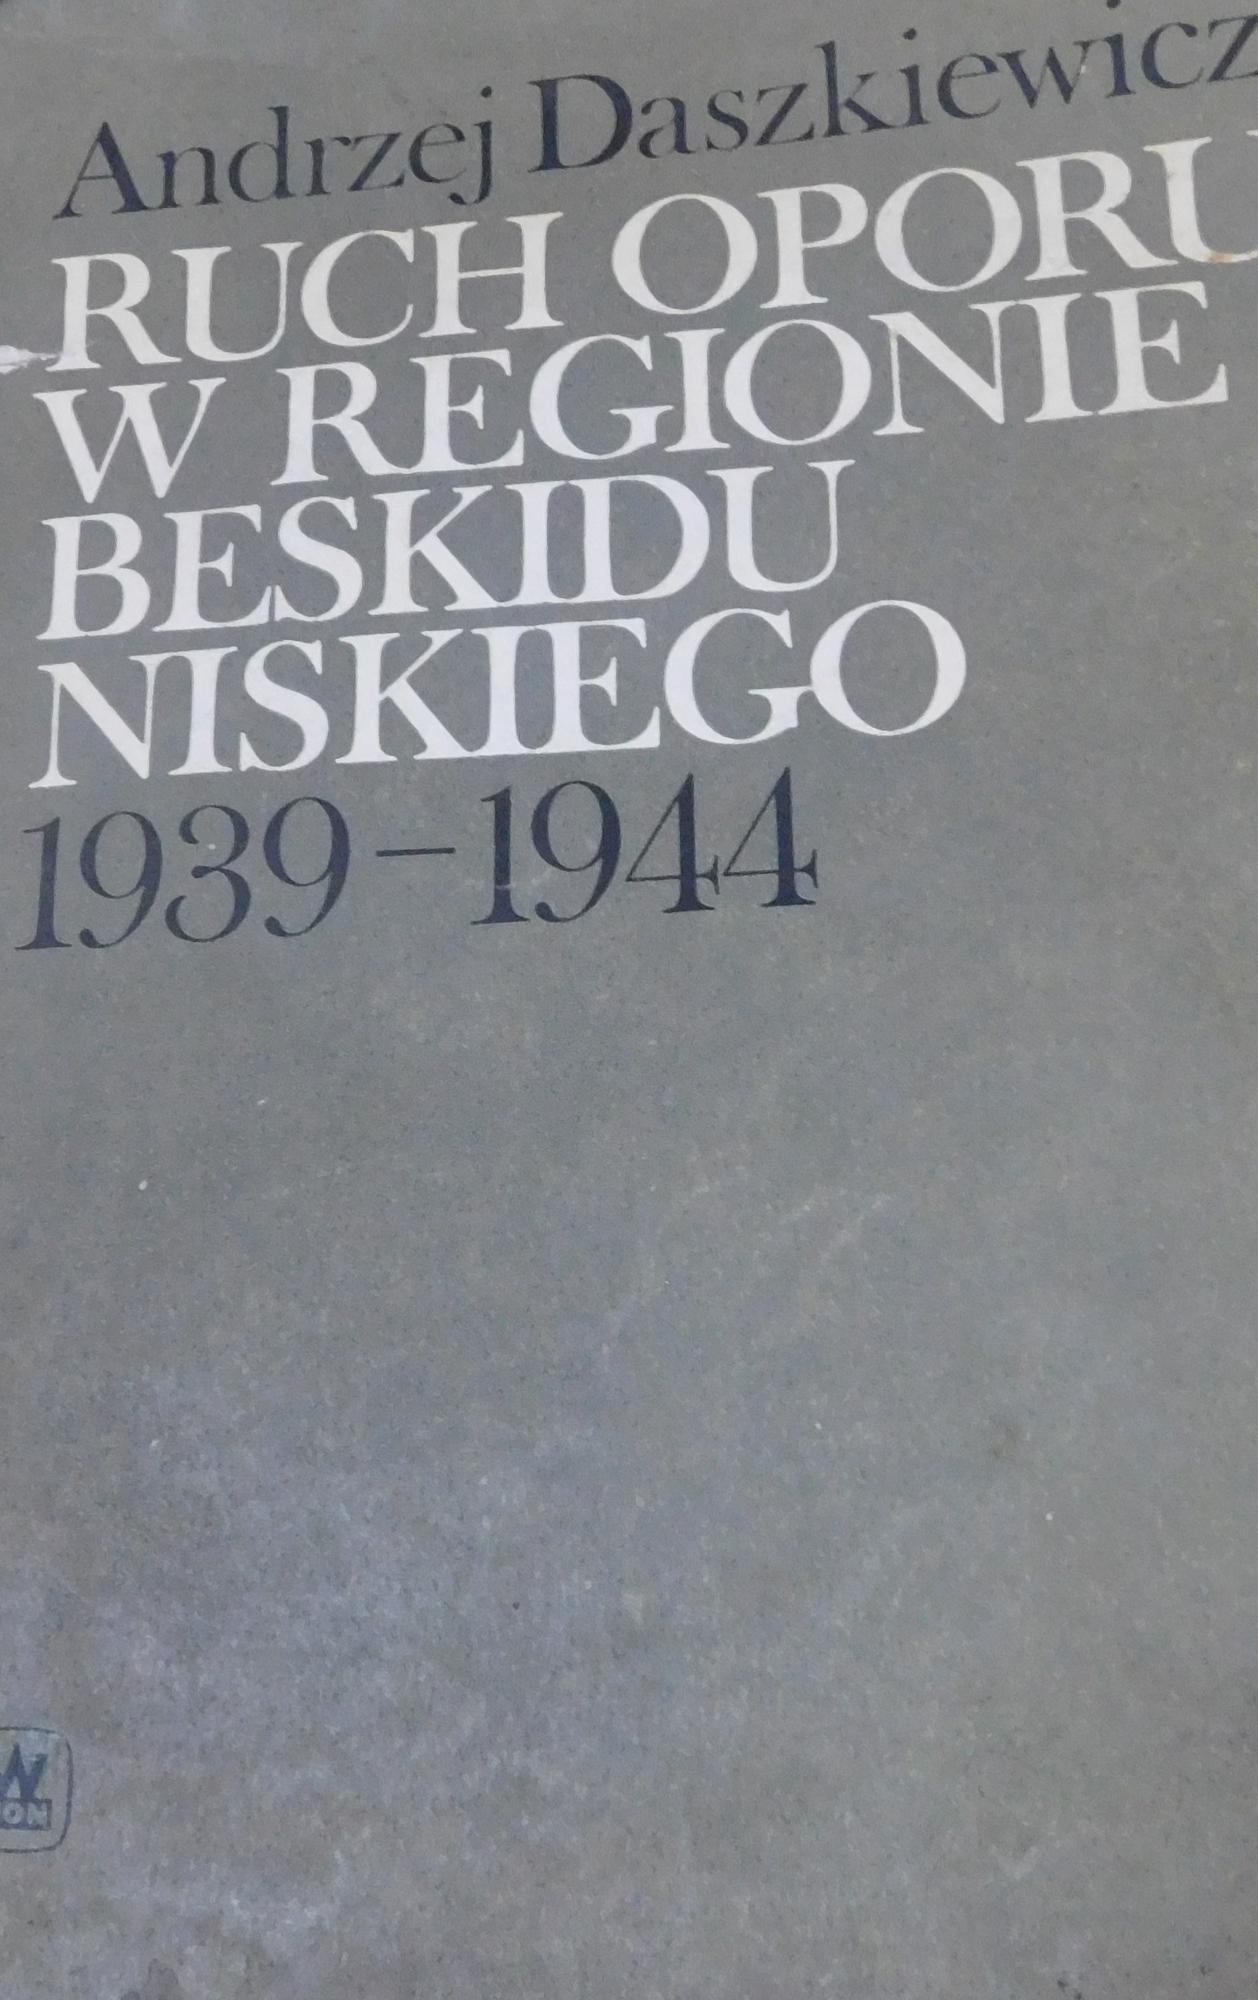 Andrzej Daszkiewicz
RUCH OPORU
W REGIONIE
BESKIDU
NISKIEGO
1939-1944